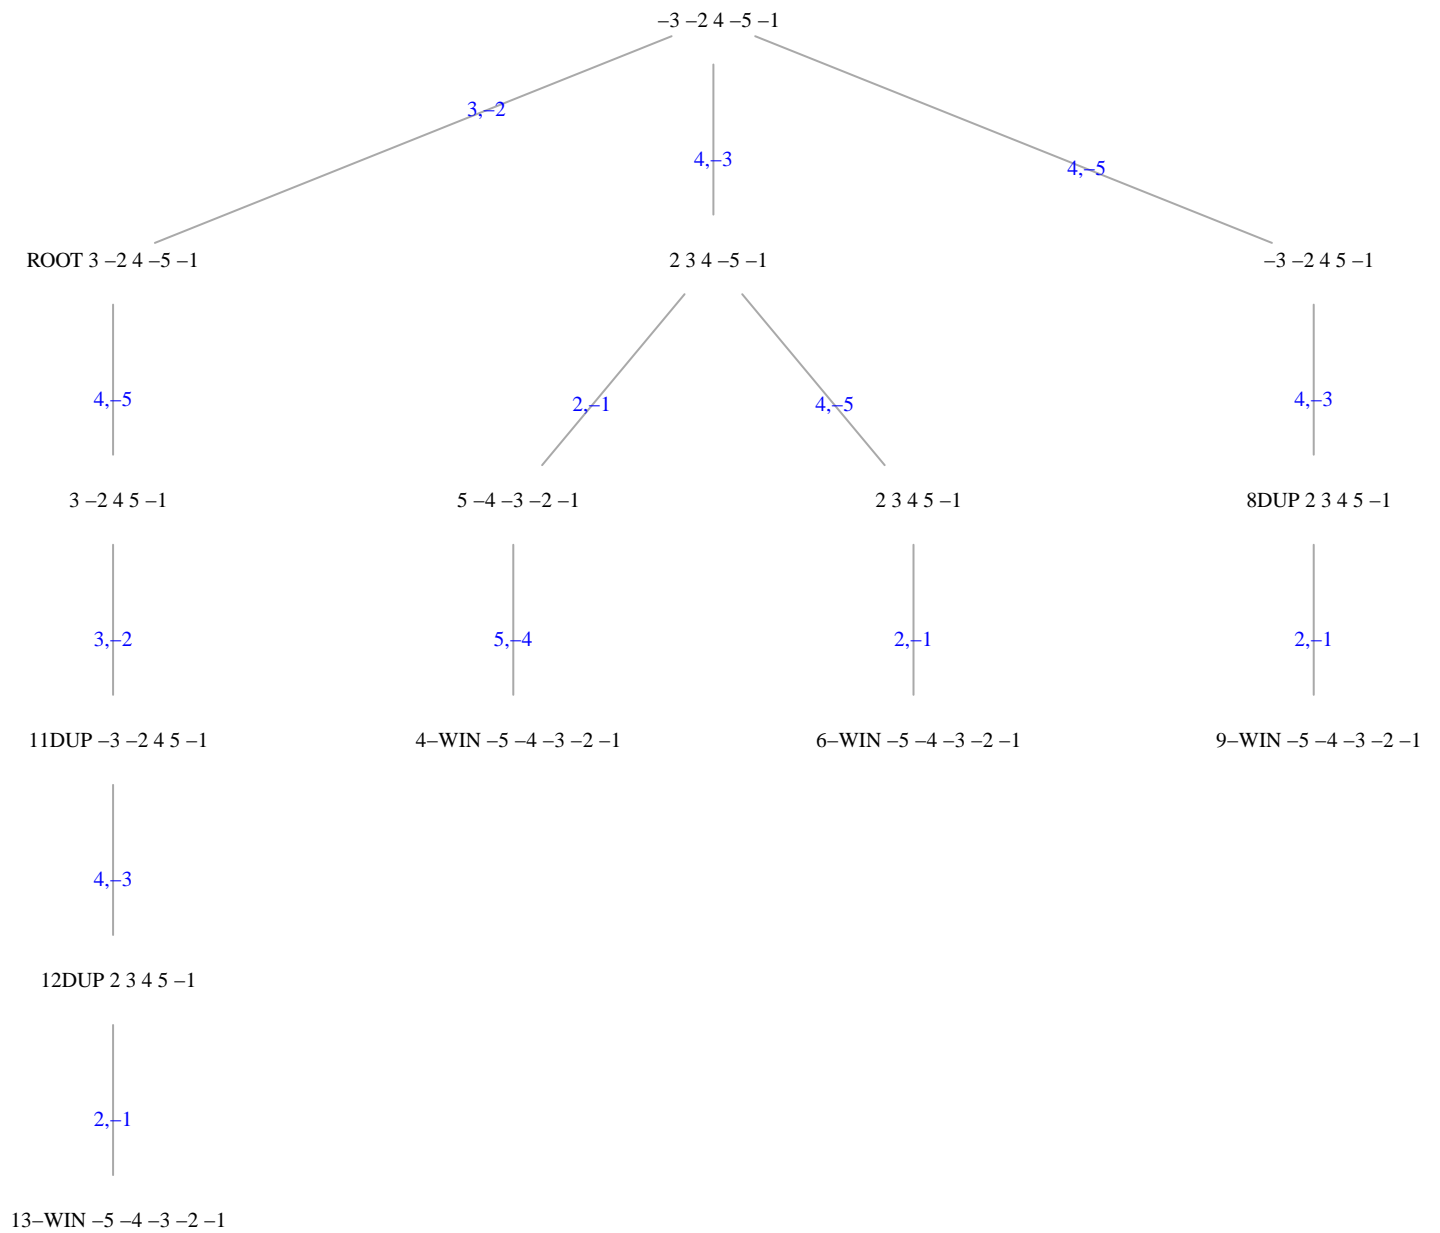 –3 –2 4 –5 –1
3,–2
4,–3
4,–5
ROOT 3 –2 4 –5 –1
2 3 4 –5 –1
–3 –2 4 5 –1
4,–5
2,–1
4,–5
4,–3
3 –2 4 5 –1
5 –4 –3 –2 –1
2 3 4 5 –1
8DUP 2 3 4 5 –1
3,–2
5,–4
2,–1
2,–1
11DUP –3 –2 4 5 –1
4–WIN –5 –4 –3 –2 –1
6–WIN –5 –4 –3 –2 –1
9–WIN –5 –4 –3 –2 –1
4,–3
12DUP 2 3 4 5 –1
2,–1
13–WIN –5 –4 –3 –2 –1